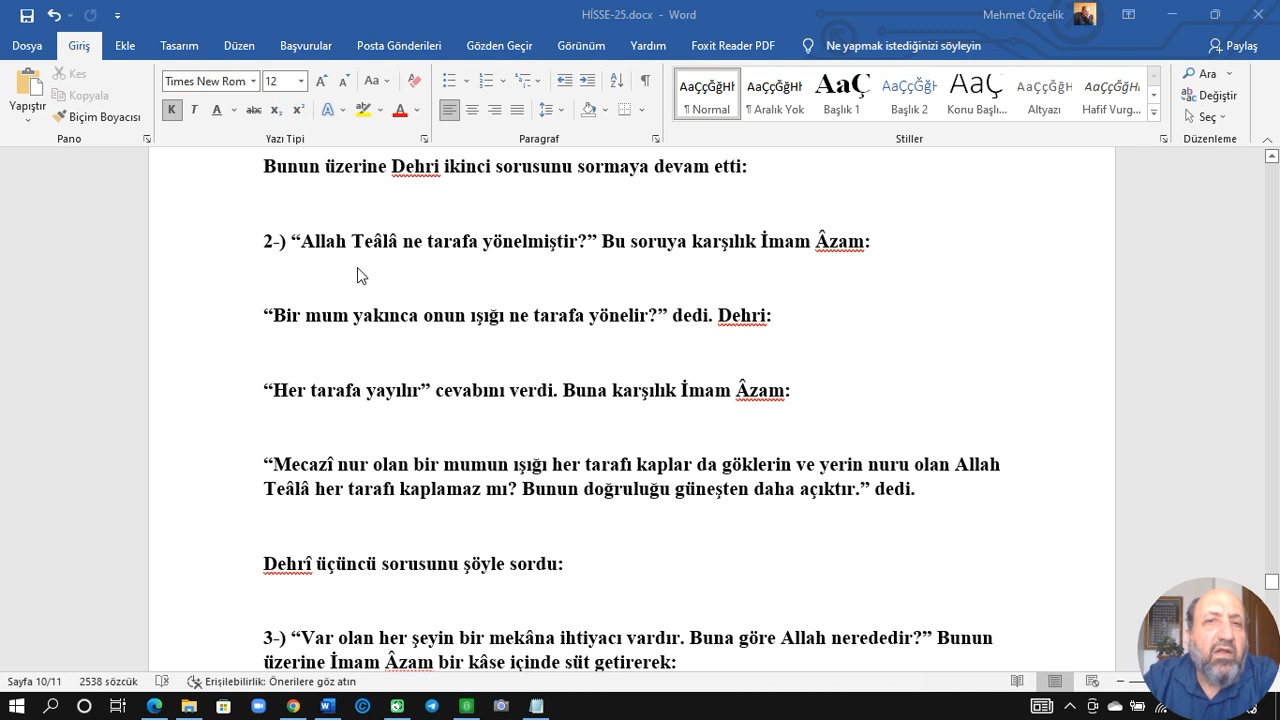 HİSSE-25.docx - Word
Mehmet Özçelik
Dosya Giriş Ekle Tasarım Düzen Başvurular Posta Gönderileri Gözden Geçir Görünüm Yardım Foxit Reader PDF Ne yapmak istediğinizi söyleyin Paylaş
Yapıştır
Kes
Kopyala
Biçim Boyacısı
Times New Rom 12
AaÇğĞł AaÇğĞł AaÇ AaÇğĞł AaÇğĞ AaÇğĞł AaÇğĞł
¶ Normal ¶ Aralık Yok Başlık 1 Başlık 2 Konu Başlı... Altyazı Hafif Vurg...
Ara
Değiştir
Seç
Pano Yazı Tipi Paragraf Stiller Düzenleme
Bunun üzerine Dehri ikinci sorusunu sormaya devam etti:
2-) “Allah Teâlâ ne tarafa yönelmiştir?” Bu soruya karşılık İmam Âzam:
“Bir mum yakınca onun ışığı ne tarafa yönelir?” dedi. Dehri:
“Her tarafa yayılır” cevabını verdi. Buna karşılık İmam Âzam:
“Mecazî nur olan bir mumun ışığı her tarafı kaplar da göklerin ve yerin nuru olan Allah
Teâlâ her tarafı kaplamaz mı? Bunun doğruluğu güneşten daha açıktır.” dedi.
Dehrî üçüncü sorusunu şöyle sordu:
3-) “Var olan her şeyin bir mekâna ihtiyacı vardır. Buna göre Allah nerededir?” Bunun
üzerine İmam Âzam bir kâse içinde süt getirerek:
Sayfa 10/11 2538 sözcük Erişilebilirlik: Önerilere göz atın